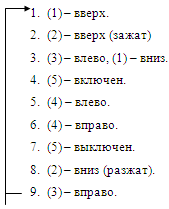 1. (1) – вверх.
2. (2) – вверх (зажат)
3. (3) – влево, (1) – вниз.
4. (5) – включен.
5. (4) – влево.
6. (4) – вправо.
7. (5) – выключен.
8. (2) – вниз (разжат).
9. (3) – вправо.